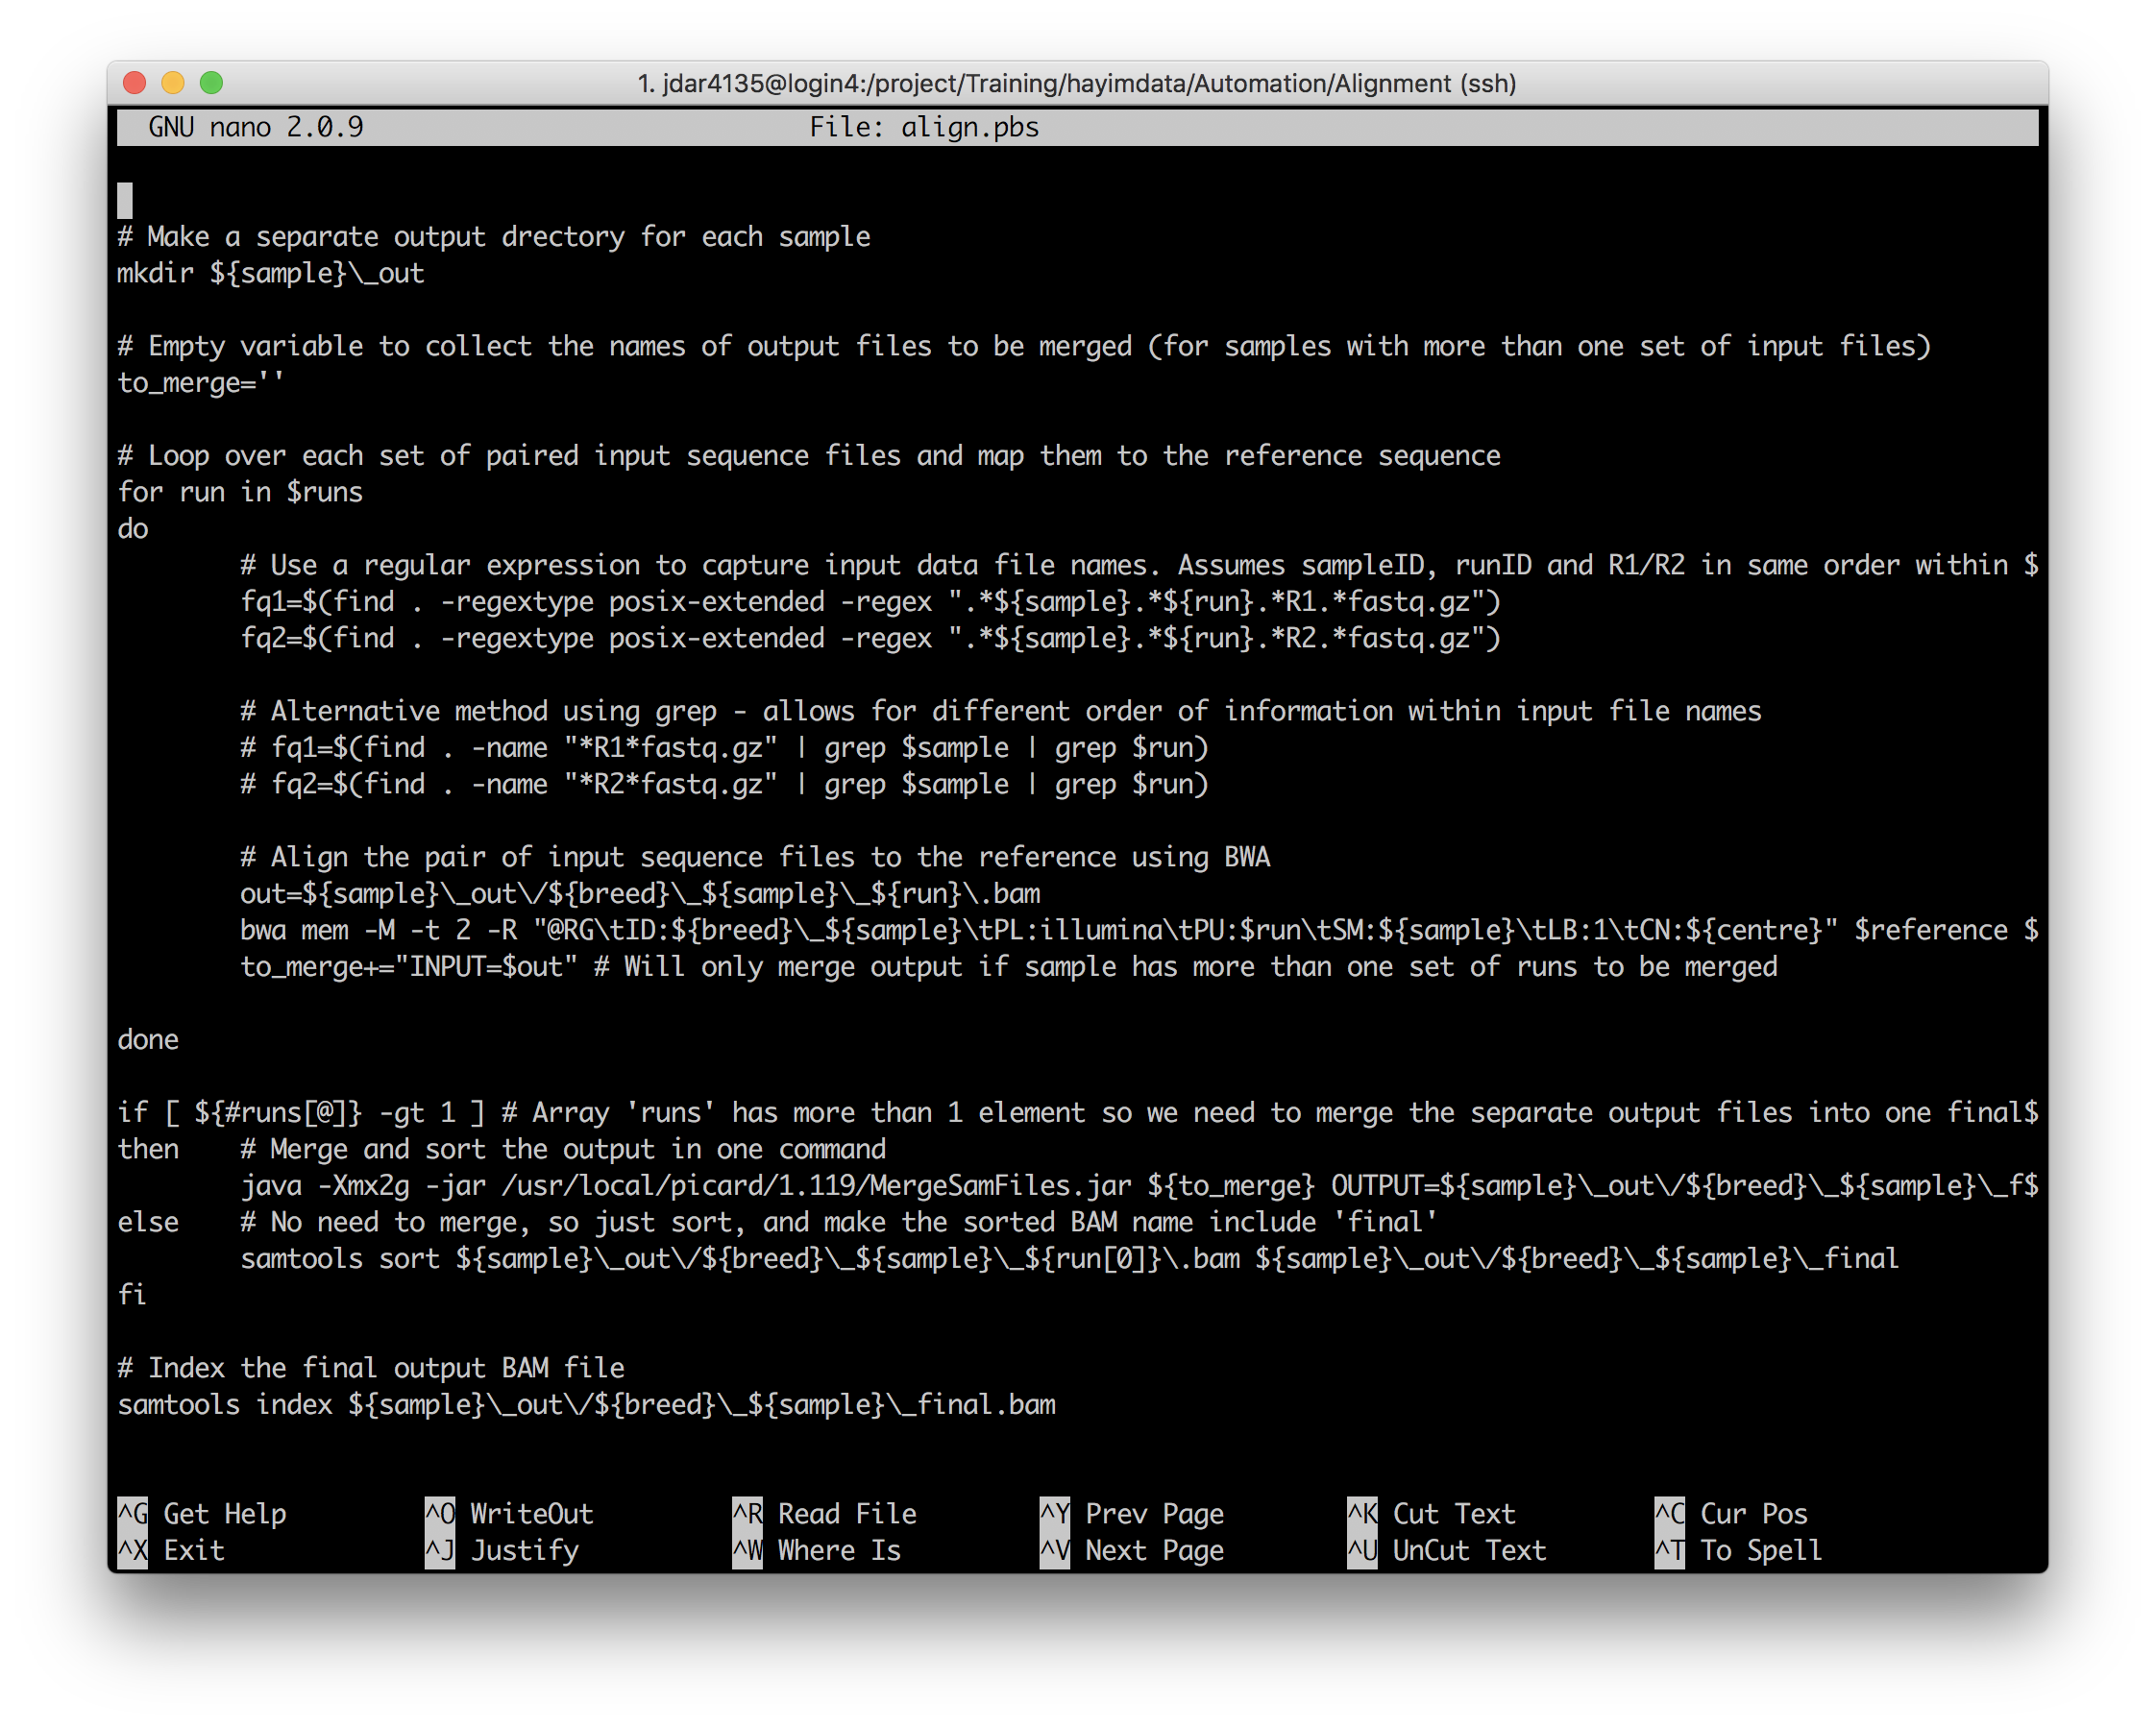 1. jdar4135@login4:/project/Training/hayimdata/Automation/Alignment (ssh)
GNU nano 2.0.9 File: align.pbs
# Make a separate output drectory for each sample
mkdir ${sample}\_out
# Empty variable to collect the names of output files to be merged (for samples with more than one set of input files)
to_merge=''
# Loop over each set of paired input sequence files and map them to the reference sequence
for run in $runs
do
# Use a regular expression to capture input data file names. Assumes sampleID, runID and R1/R2 in same order within $
fq1=$(find . -regextype posix-extended -regex ".*${sample}.*${run}.*R1.*fastq.gz")
fq2=$(find . -regextype posix-extended -regex ".*${sample}.*${run}.*R2.*fastq.gz")
# Alternative method using grep - allows for different order of information within input file names
# fq1=$(find . -name "*R1*fastq.gz" | grep $sample | grep $run)
# fq2=$(find . -name "*R2*fastq.gz" | grep $sample | grep $run)
# Align the pair of input sequence files to the reference using BWA
out=${sample}\_out\/${breed}\_${sample}\_${run}\.bam
bwa mem -M -t 2 -R "@RG\tID:${breed}\_${sample}\tPL:illumina\tPU:$run\tSM:${sample}\tLB:1\tCN:${centre}" $reference $
to_merge+="INPUT=$out" # Will only merge output if sample has more than one set of runs to be merged
done
if [ ${#runs[@]} -gt 1 ] # Array 'runs' has more than 1 element so we need to merge the separate output files into one final$
then # Merge and sort the output in one command
java -Xmx2g -jar /usr/local/picard/1.119/MergeSamFiles.jar ${to_merge} OUTPUT=${sample}\_out\/${breed}\_${sample}\_f$
else # No need to merge, so just sort, and make the sorted BAM name include 'final'
samtools sort ${sample}\_out\/${breed}\_${sample}\_${run[0]}\.bam ${sample}\_out\/${breed}\_${sample}\_final
fi
# Index the final output BAM file
samtools index ${sample}\_out\/${breed}\_${sample}\_final.bam
^G Get Help ^O WriteOut ^R Read File ^Y Prev Page ^K Cut Text ^C Cur Pos
^X Exit ^J Justify ^W Where Is ^V Next Page ^U UnCut Text ^T To Spell